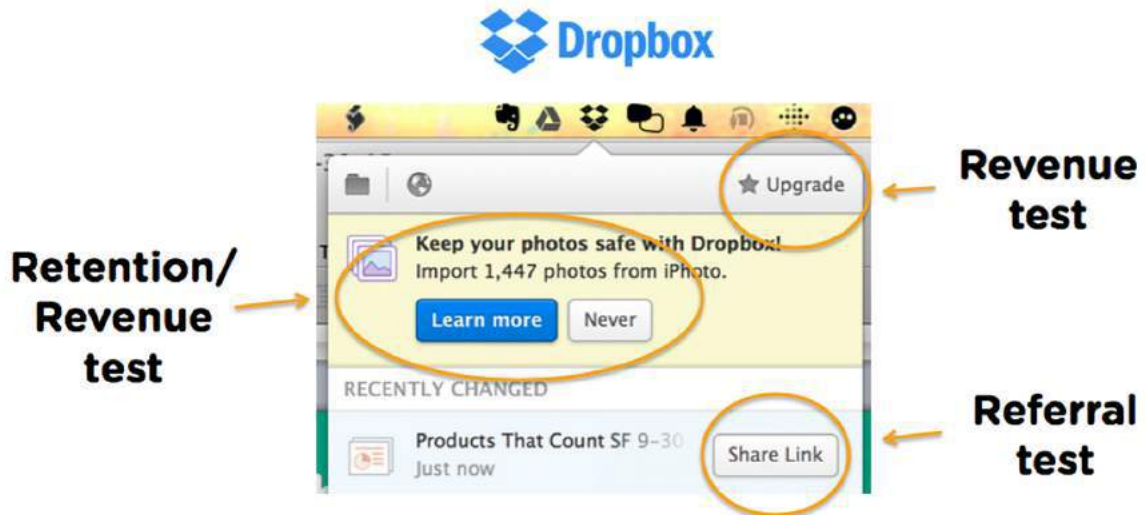 Dropbox
Upgrade
Revenue
test
Keep your photos safe with Dropbox!
Import 1,447 photos from iPhoto.
Learn more
Never
Retention/
Revenue
test
RECENTLY CHANGED
Products That Count SF 9-30
Just now
Share Link
Referral
test